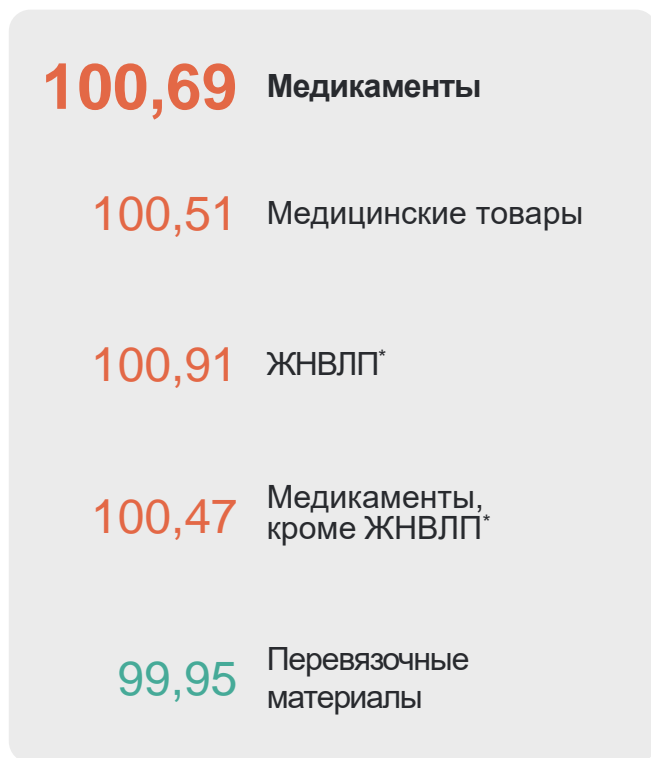 100,69 Медикаменты
100,51 Медицинские товары
100,91 ЖНВЛП*
100,47 Медикаменты,
кроме ЖНВЛП*
99,95 Перевязочные
материалы